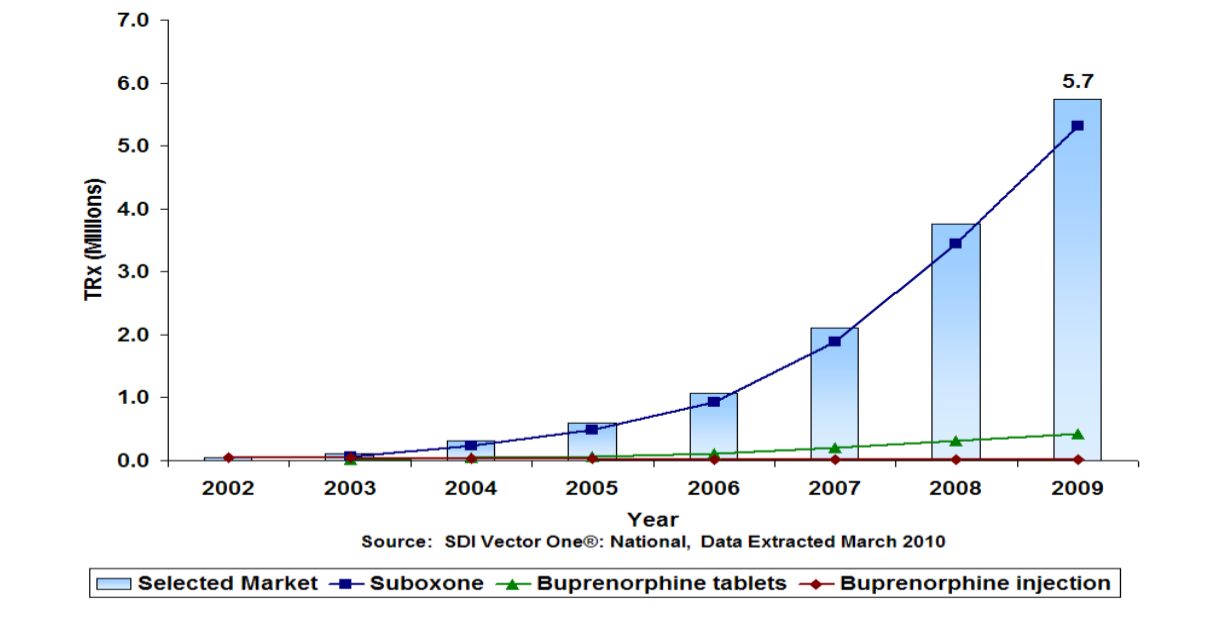 7.0
6.0
5.7
5.0
4.0
3.0
2.0
1.0
0.0
TRx (Millions)
2002 2003 2004 2005 2006 2007 2008 2009
Year
Source: SDI Vector One®: National, Data Extracted March 2010
Selected Market Suboxone Buprenorphine tablets Buprenorphine injection